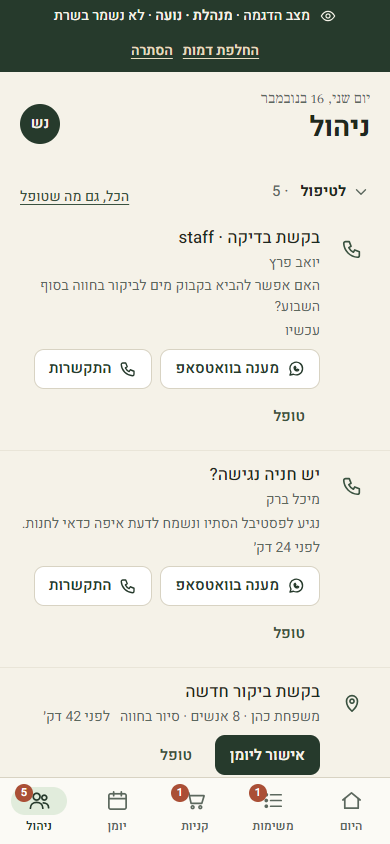 מצב הדגמה · מנהלת · נועה · לא נשמר בשרת
החלפת דמות הסתרה
יום שני, 16 בנובמבר
ניהול
נש
לטיפול · 5
הכל, גם מה שטופל
בקשת בדיקה · staff
יואב פרץ
האם אפשר להביא בקבוק מים לביקור בחווה בסוף
השבוע?
עכשיו
מענה בוואטסאפ
התקשרות
טופל
יש חניה נגישה?
מיכל ברק
נגיע לפסטיבל הסתיו ונשמח לדעת איפה כדאי לחנות.
לפני 24 דק׳
מענה בוואטסאפ
התקשרות
טופל
בקשת ביקור חדשה
משפחת כהן · 8 אנשים · סיור בחווה לפני 42 דק׳
אישור ליומן
טופל
היום
1 משימות
1 קניות
יומן
5 ניהול